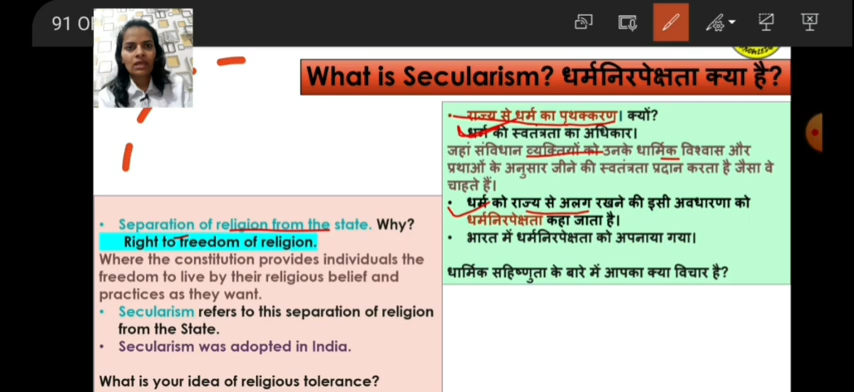 91 O
What is Secularism? धर्मनिरपेक्षता क्या है?
• Separation of religion from the state. Why?
Right to freedom of religion.
Where the constitution provides individuals the
freedom to live by their religious belief and
practices as they want.
• Secularism refers to this separation of religion
from the State.
• Secularism was adopted in India.
What is your idea of religious tolerance?
• राज्य से धर्म का पृथक्करण। क्यों?
धर्म की स्वतंत्रता का अधिकार।
जहां संविधान व्यक्तियों को उनके धार्मिक विश्वास और
प्रथाओं के अनुसार जीने की स्वतंत्रता प्रदान करता है जैसा वे
चाहते हैं।
• धर्म को राज्य से अलग रखने की इसी अवधारणा को
धर्मनिरपेक्षता कहा जाता है।
• भारत में धर्मनिरपेक्षता को अपनाया गया।
धार्मिक सहिष्णुता के बारे में आपका क्या विचार है?